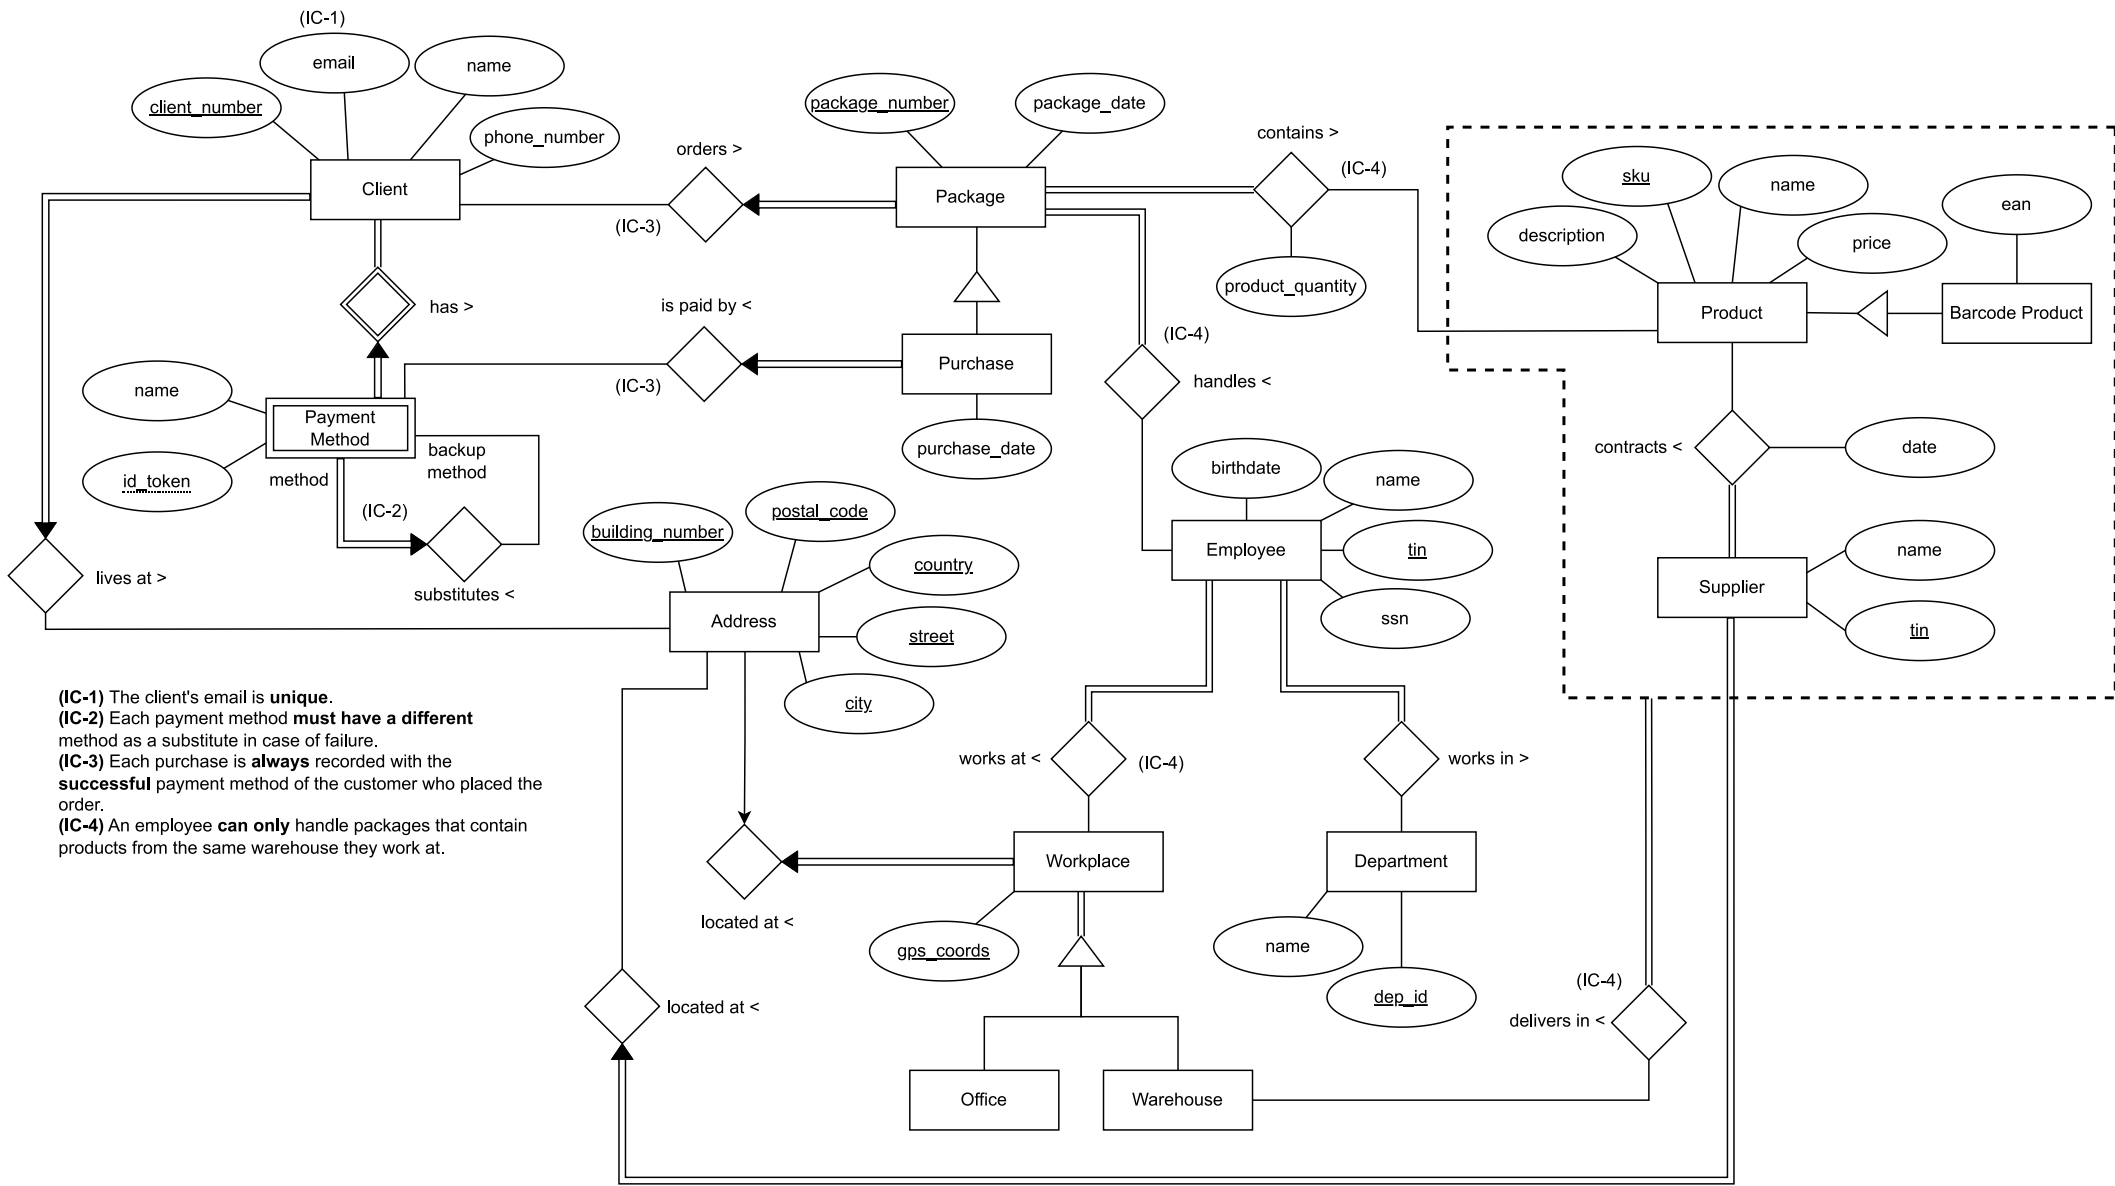 (IC-1)
email
name
client_number
phone_number
Client
orders >
(IC-3)
package_number
package_date
Package
contains >
(IC-4)
product_quantity
sku
name
description
price
ean
Product
Barcode Product
has >
is paid by <
(IC-3)
Purchase
purchase_date
(IC-4)
handles <
name
id_token
Payment
Method
method
backup
method
(IC-2)
substitutes <
lives at >
contracts <
date
building_number
postal_code
country
street
city
Address
birthdate
name
tin
ssn
Employee
Supplier
name
tin
(IC-1) The client's email is unique.
(IC-2) Each payment method must have a different
method as a substitute in case of failure.
(IC-3) Each purchase is always recorded with the
successful payment method of the customer who placed the
order.
(IC-4) An employee can only handle packages that contain
products from the same warehouse they work at.
works at <
(IC-4)
works in >
Workplace
Department
located at <
gps_coords
name
dep_id
located at <
(IC-4)
delivers in <
Office
Warehouse